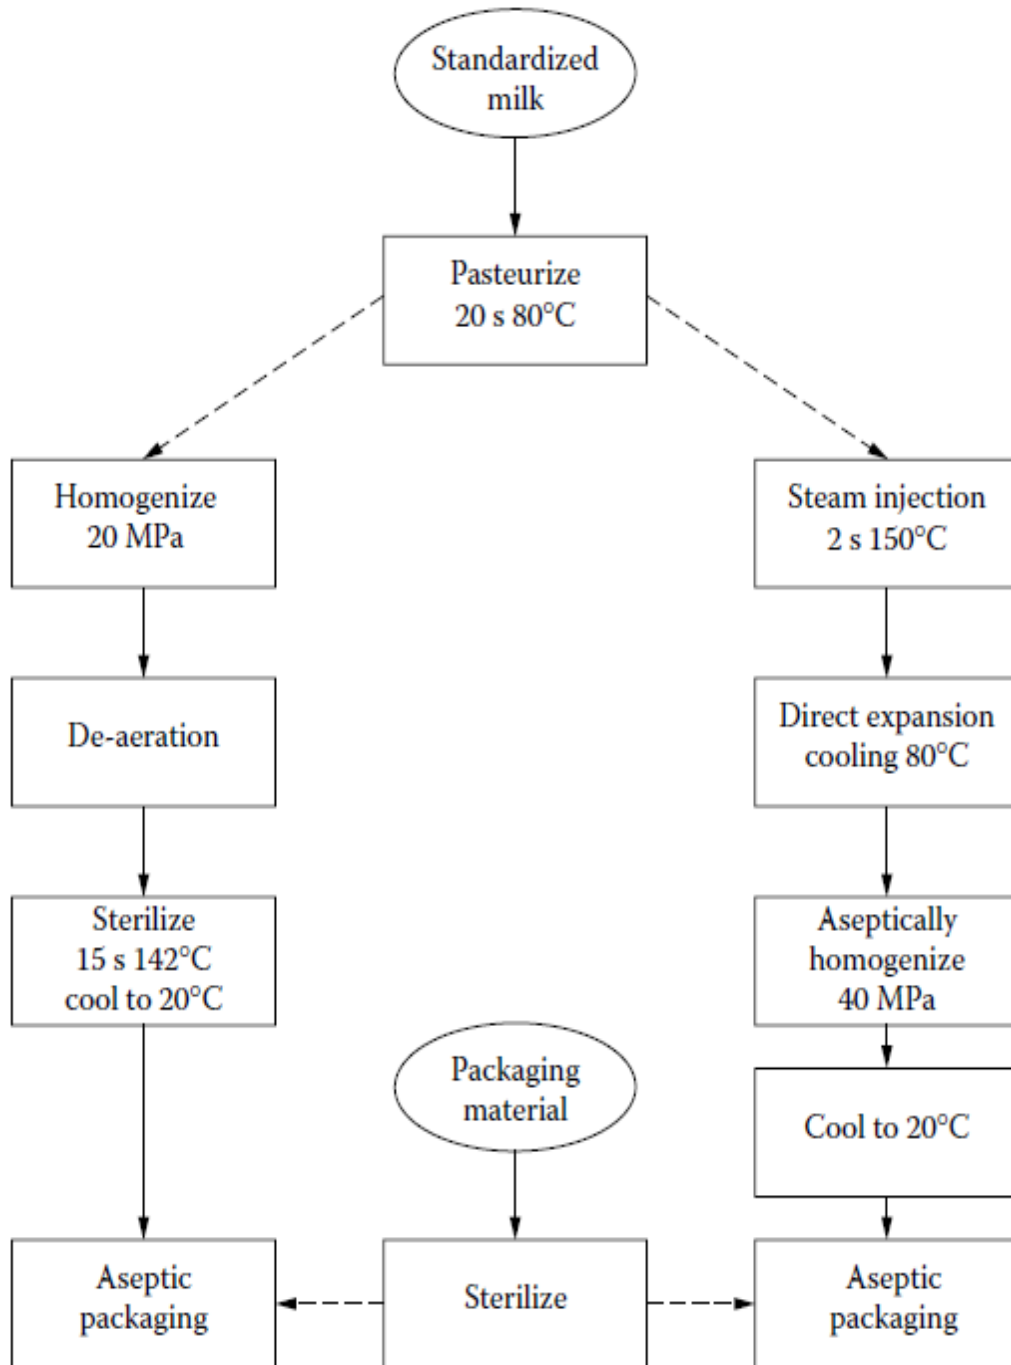 Standardized
milk
Pasteurize
20 s 80°C
Homogenize
20 MPa
Steam injection
2 s 150°C
De-aeration
Direct expansion
cooling 80°C
Sterilize
15 s 142°C
cool to 20°C
Aseptically
homogenize
40 MPa
Packaging
material
Cool to 20°C
Aseptic
packaging
Sterilize
Aseptic
packaging